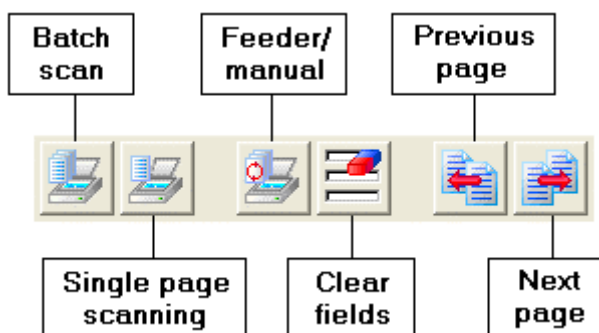 Batch
scan
Feeder/
manual
Previous
page
Single page
scanning
Clear
fields
Next
page